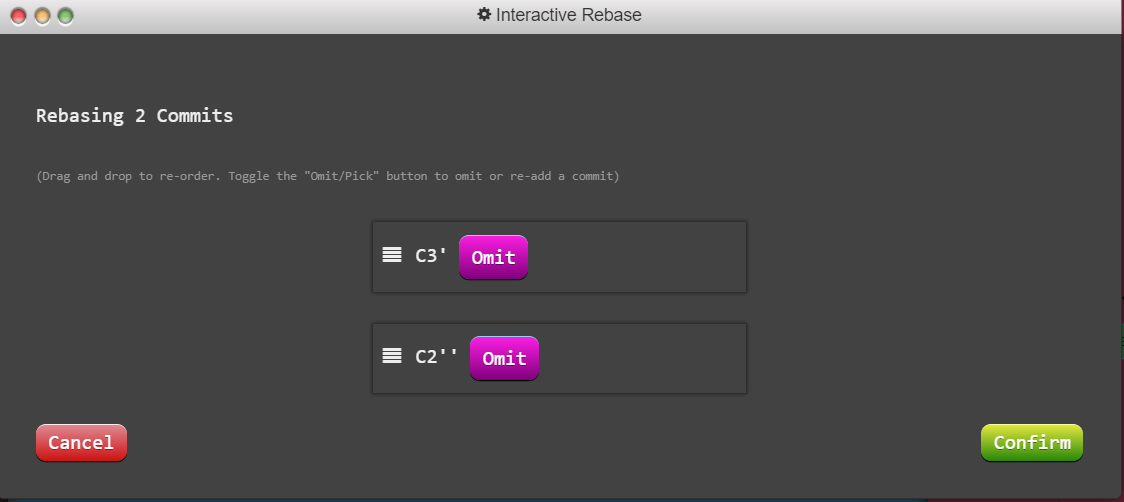 Interactive Rebase
Rebasing 2 Commits
(Drag and drop to re-order. Toggle the "Omit/Pick" button to omit or re-add a commit)
C3' Omit
C2'' Omit
Cancel Confirm